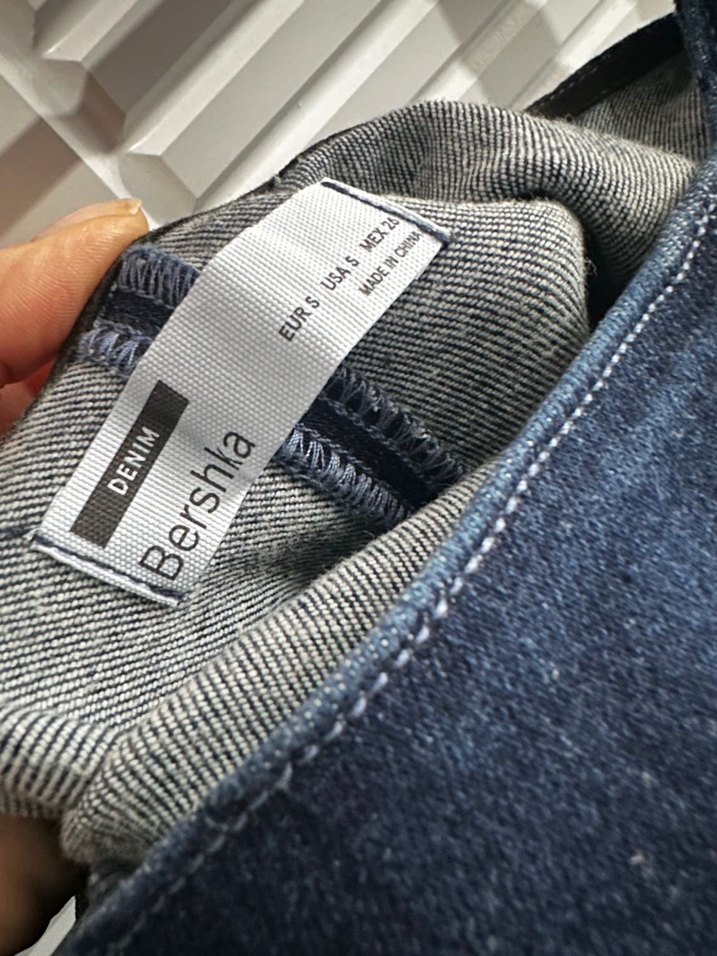 DENIM
Bershka
EUR S USA S MEX 26
MADE IN CHINA